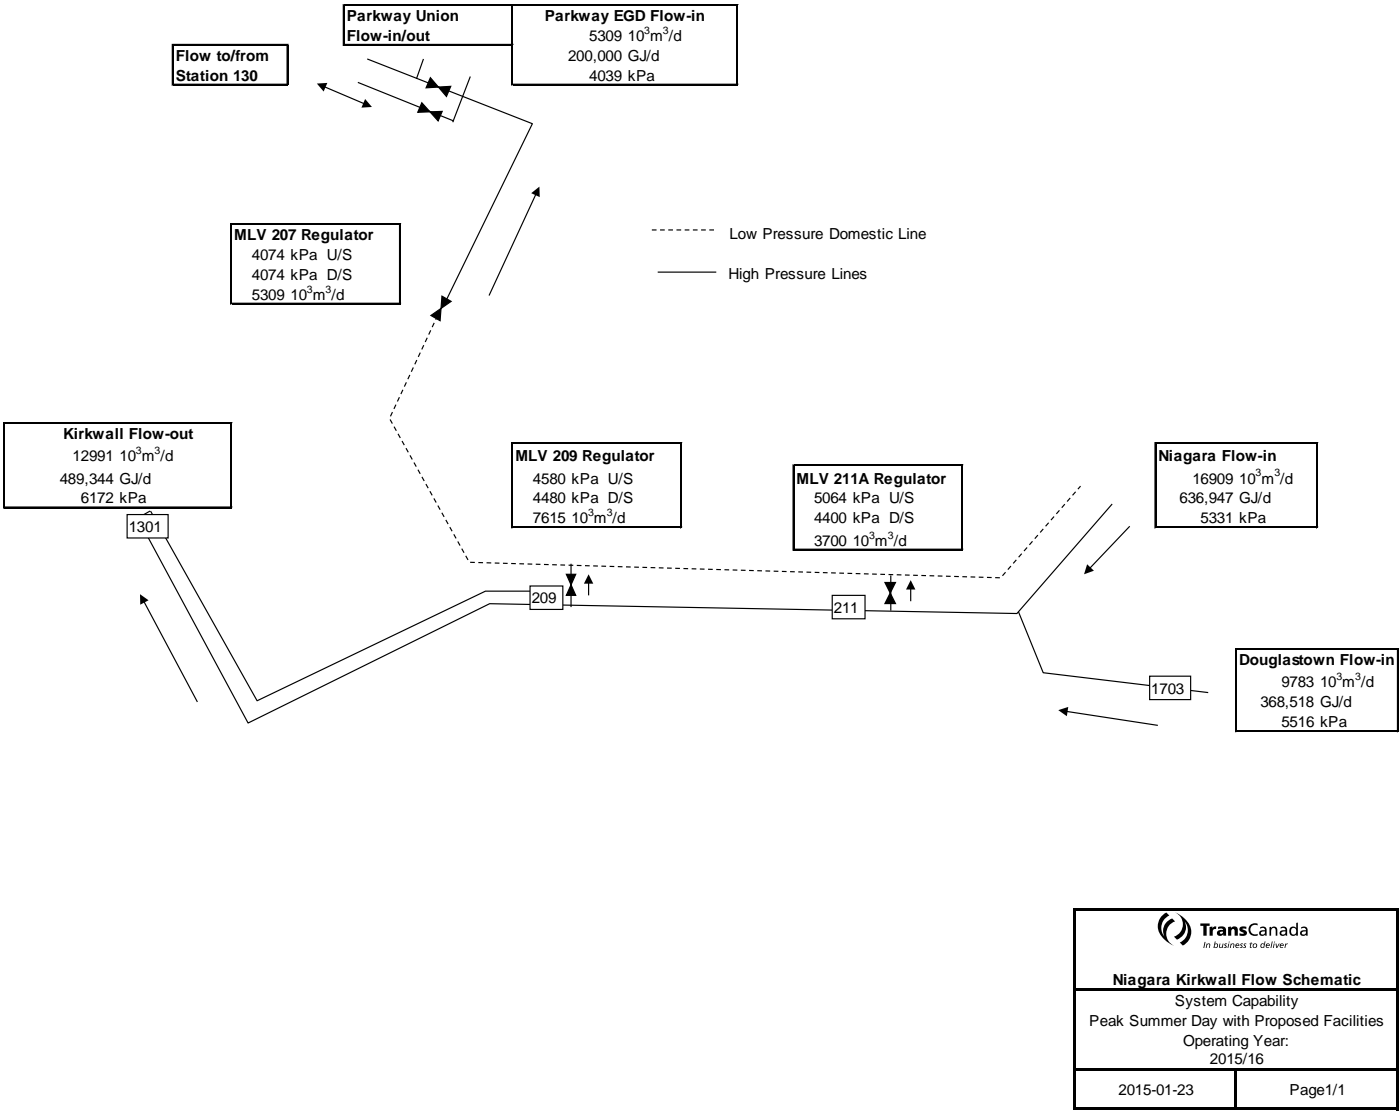 Parkway Union
Flow-in/out
Parkway EGD Flow-in
5309 10³m³/d
200,000 GJ/d
4039 kPa
Flow to/from
Station 130
MLV 207 Regulator
4074 kPa U/S
4074 kPa D/S
5309 10³m³/d
Low Pressure Domestic Line
High Pressure Lines
Kirkwall Flow-out
12991 10³m³/d
489,344 GJ/d
6172 kPa
1301
MLV 209 Regulator
4580 kPa U/S
4480 kPa D/S
7615 10³m³/d
MLV 211A Regulator
5064 kPa U/S
4400 kPa D/S
3700 10³m³/d
Niagara Flow-in
16909 10³m³/d
636,947 GJ/d
5331 kPa
209
211
Douglastown Flow-in
9783 10³m³/d
368,518 GJ/d
5516 kPa
1703
TransCanada
In business to deliver
Niagara Kirkwall Flow Schematic
System Capability
Peak Summer Day with Proposed Facilities
Operating Year:
2015/16
2015-01-23
Page1/1